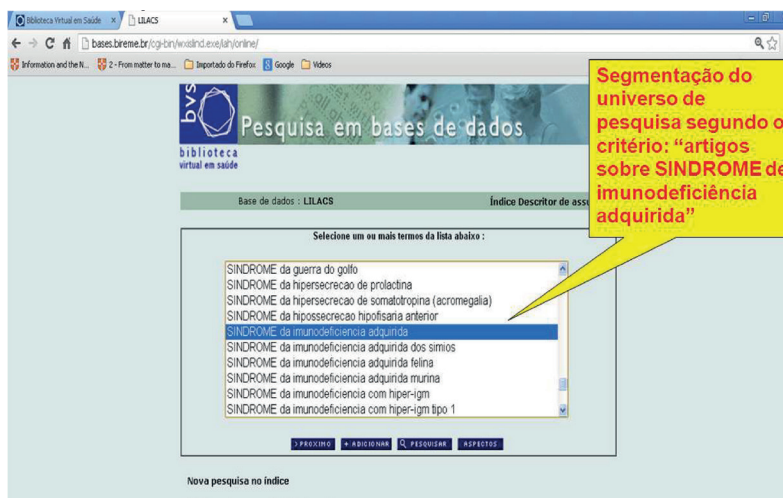 Biblioteca Virtual em Saúde
LILACS
bases.bireme.br/cgi-bin/wxislind.exe/iah/online/
Information and the N...
2 - From matter to ma...
Importado do Firefox
Google
Videos
Segmentação do
universo de
pesquisa segundo o
critério: “artigos
sobre SINDROME de
imunodeficiência
adquirida”
bvs
biblioteca
virtual em saúde
Pesquisa em bases de dados
Base de dados : LILACS
Índice Descritor de assu
Selecione um ou mais termos da lista abaixo :
SINDROME da guerra do golfo
SINDROME da hipersecrecao de prolactina
SINDROME da hipersecrecao de somatotropina (acromegalia)
SINDROME da hipossecrecao hipofisaria anterior
SINDROME da imunodeficiencia adquirida
SINDROME da imunodeficiencia adquirida dos simios
SINDROME da imunodeficiencia adquirida felina
SINDROME da imunodeficiencia adquirida murina
SINDROME da imunodeficiencia com hiper-igm
SINDROME da imunodeficiencia com hiper-igm tipo 1
> PROXIMO
+ ADICIONAR
PESQUISAR
ASPECTOS
Nova pesquisa no índice